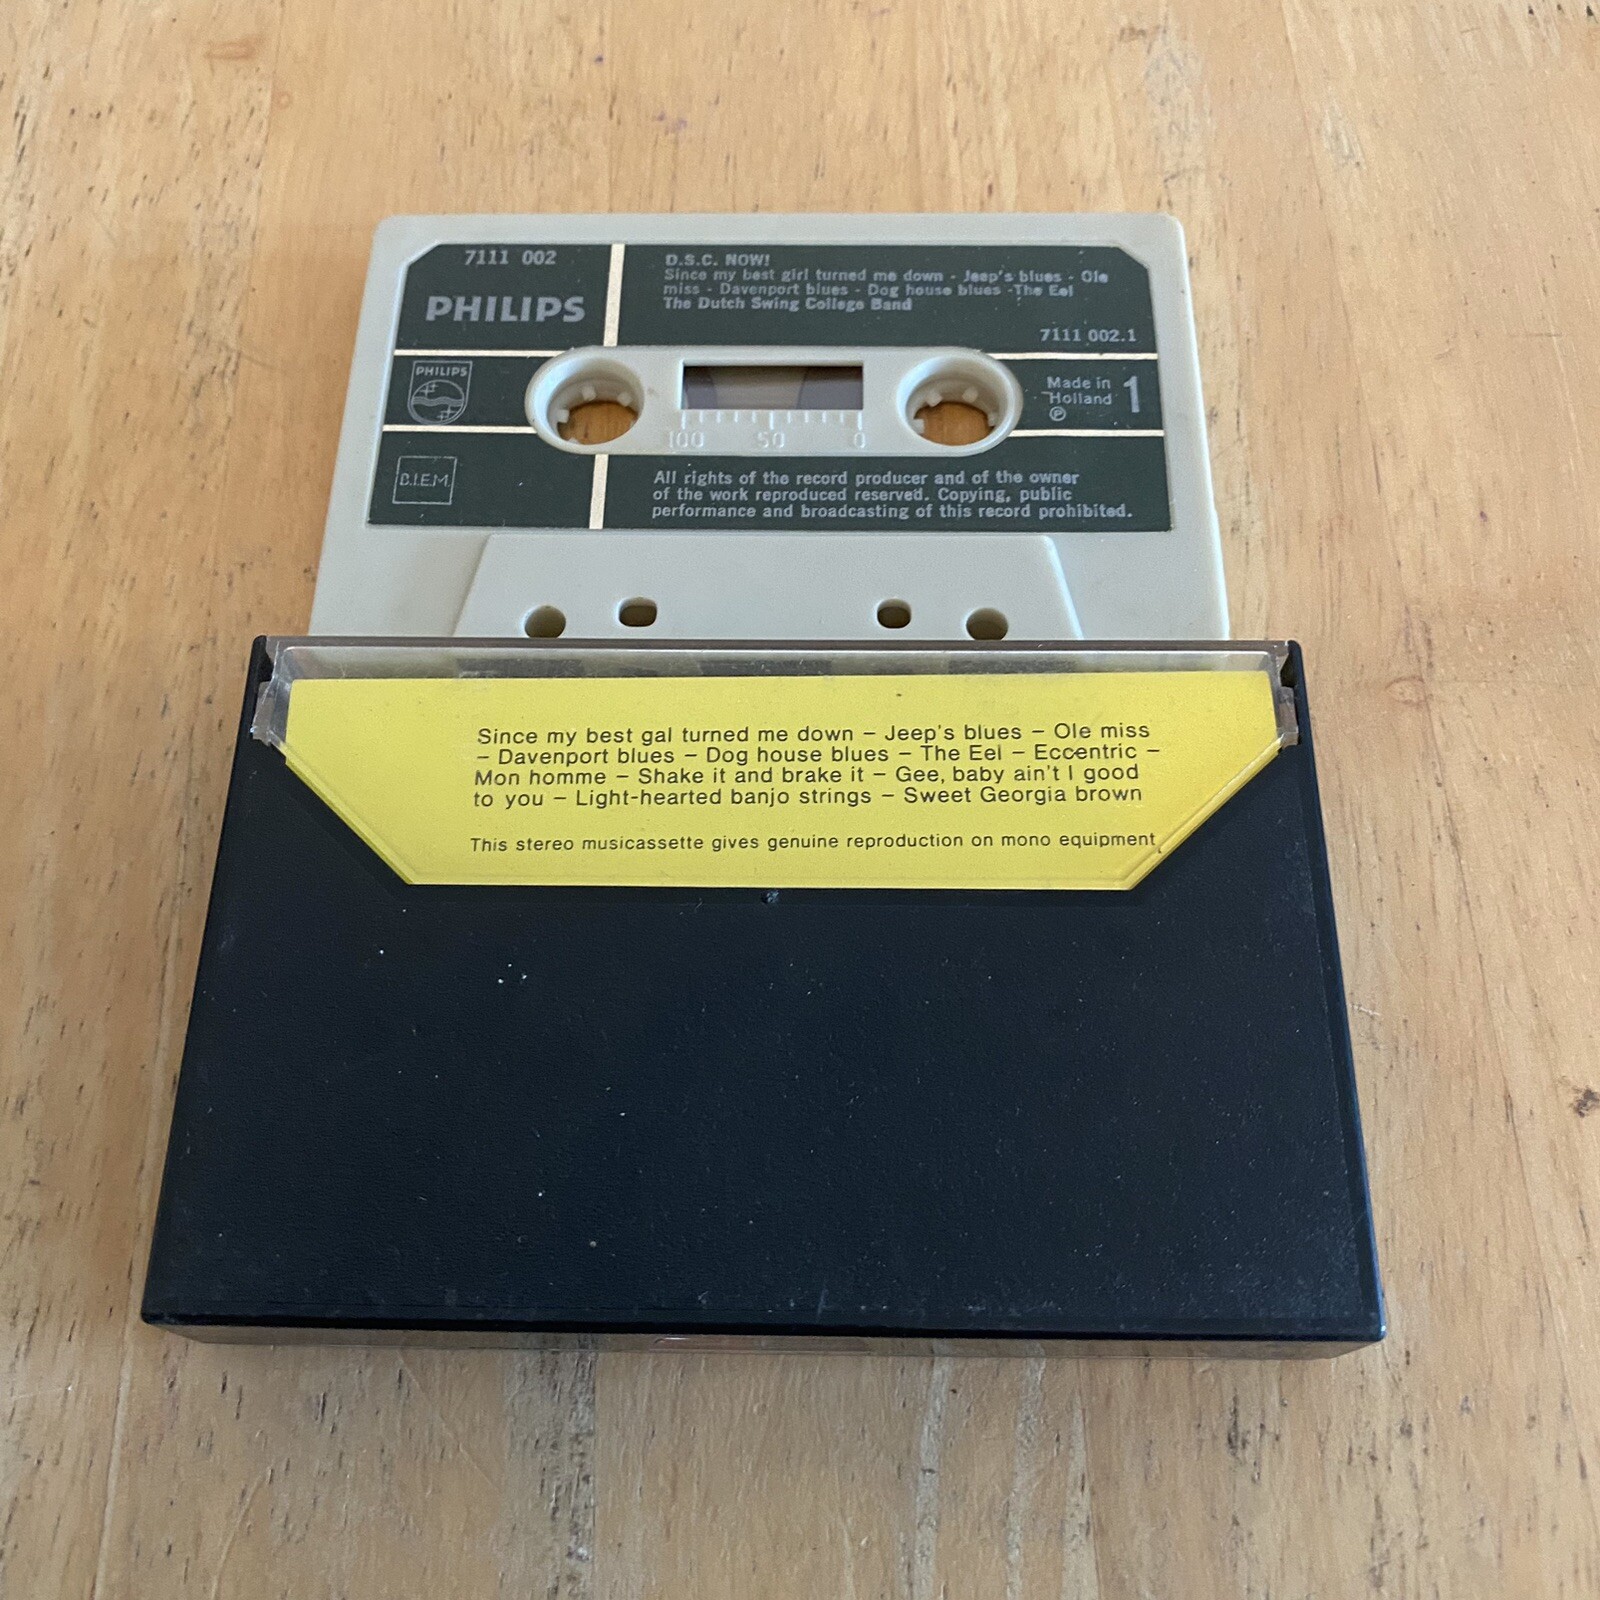 7111 002
PHILIPS
D.S.C. NOW!
Since my best girl turned me down - Jeep's blues - Ole
miss - Davenport blues - Dog house blues -The Eel
The Dutch Swing College Band
7111 002.1
PHILIPS
Made in
Holland
℗
1
100 50 0
B.I.E.M.
All rights of the record producer and of the owner
of the work reproduced reserved. Copying, public
performance and broadcasting of this record prohibited.
Since my best gal turned me down – Jeep's blues – Ole miss
– Davenport blues – Dog house blues – The Eel – Eccentric –
Mon homme – Shake it and brake it – Gee, baby ain't I good
to you – Light-hearted banjo strings – Sweet Georgia brown
This stereo musicassette gives genuine reproduction on mono equipment.